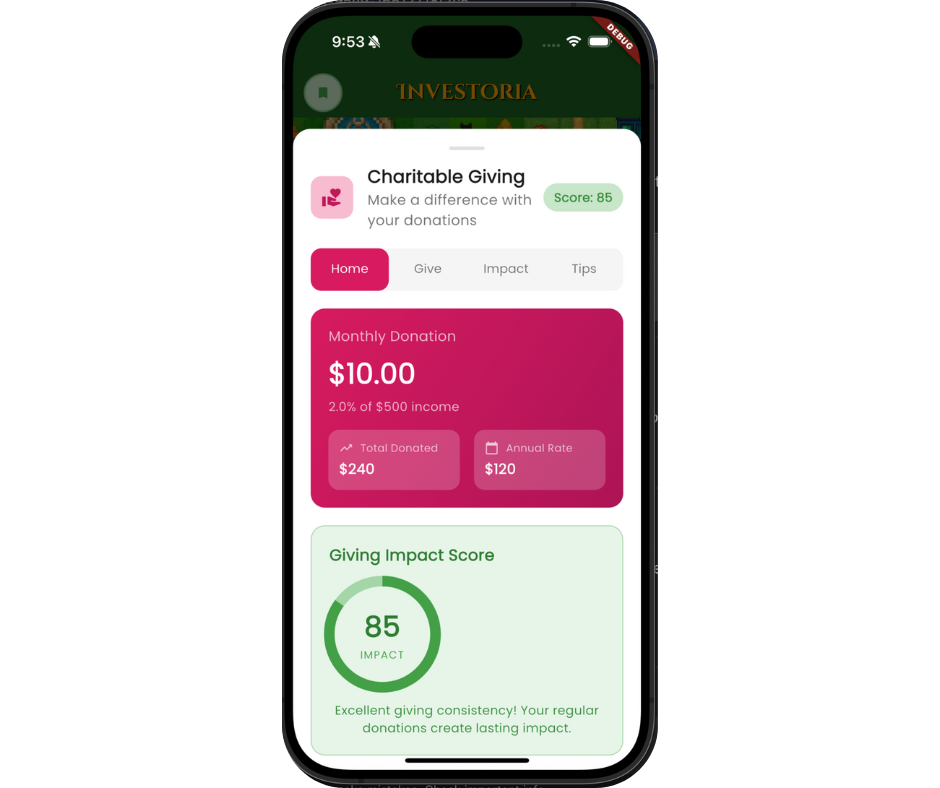 9:53
DEBUG
INVESTORIA
Charitable Giving
Make a difference with
your donations
Score: 85
Home Give Impact Tips
Monthly Donation
$10.00
2.0% of $500 income
Total Donated
$240
Annual Rate
$120
Giving Impact Score
85
IMPACT
Excellent giving consistency! Your regular
donations create lasting impact.